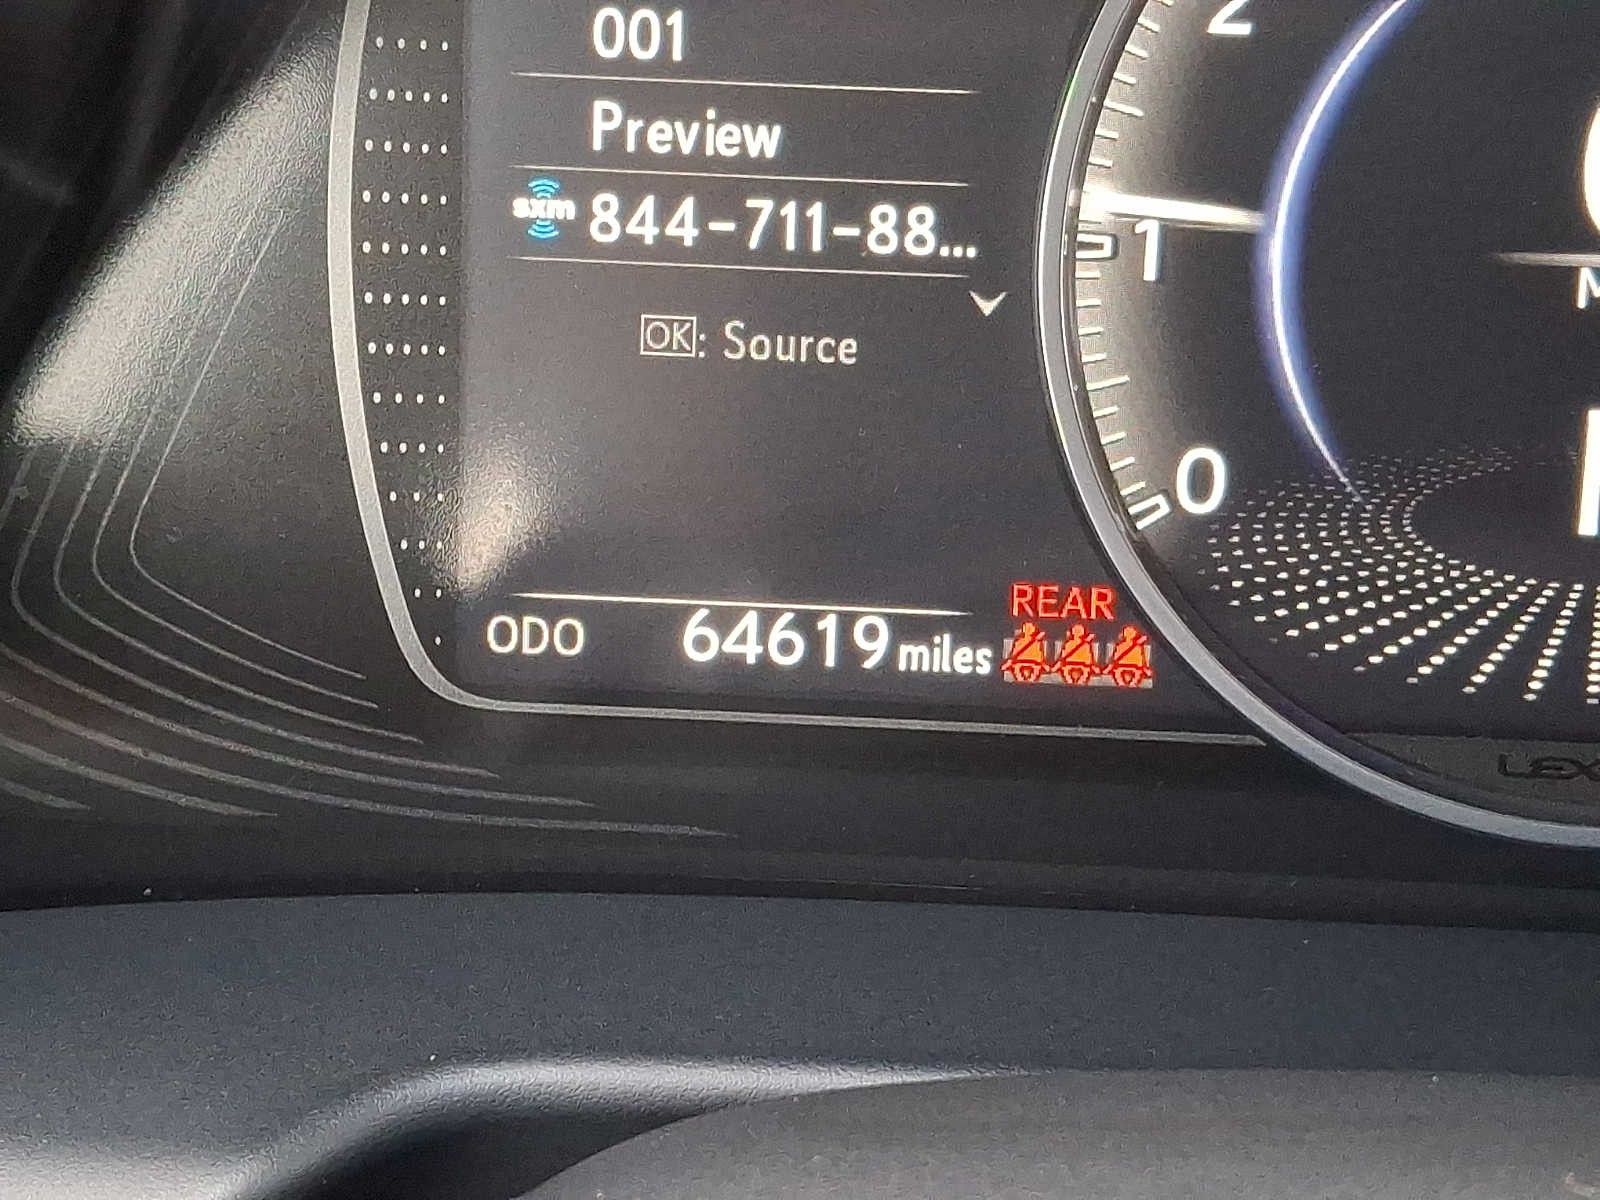 001
Preview
sxm 844-711-88...
OK: Source
ODO 64619 miles
REAR
2
1
0